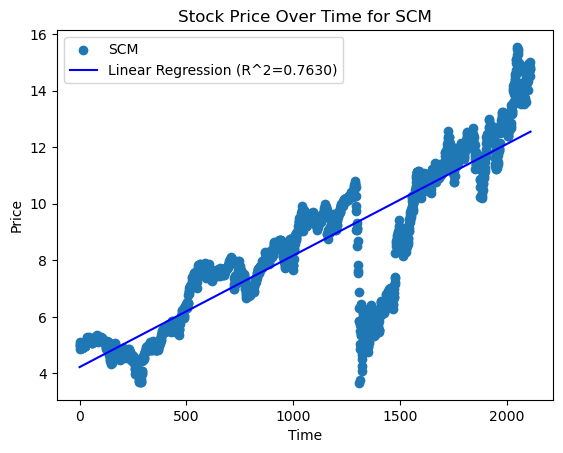 Stock Price Over Time for SCM
SCM
Linear Regression (R^2=0.7630)
16
14
12
10
8
6
4
Price
0
500
1000
1500
2000
Time